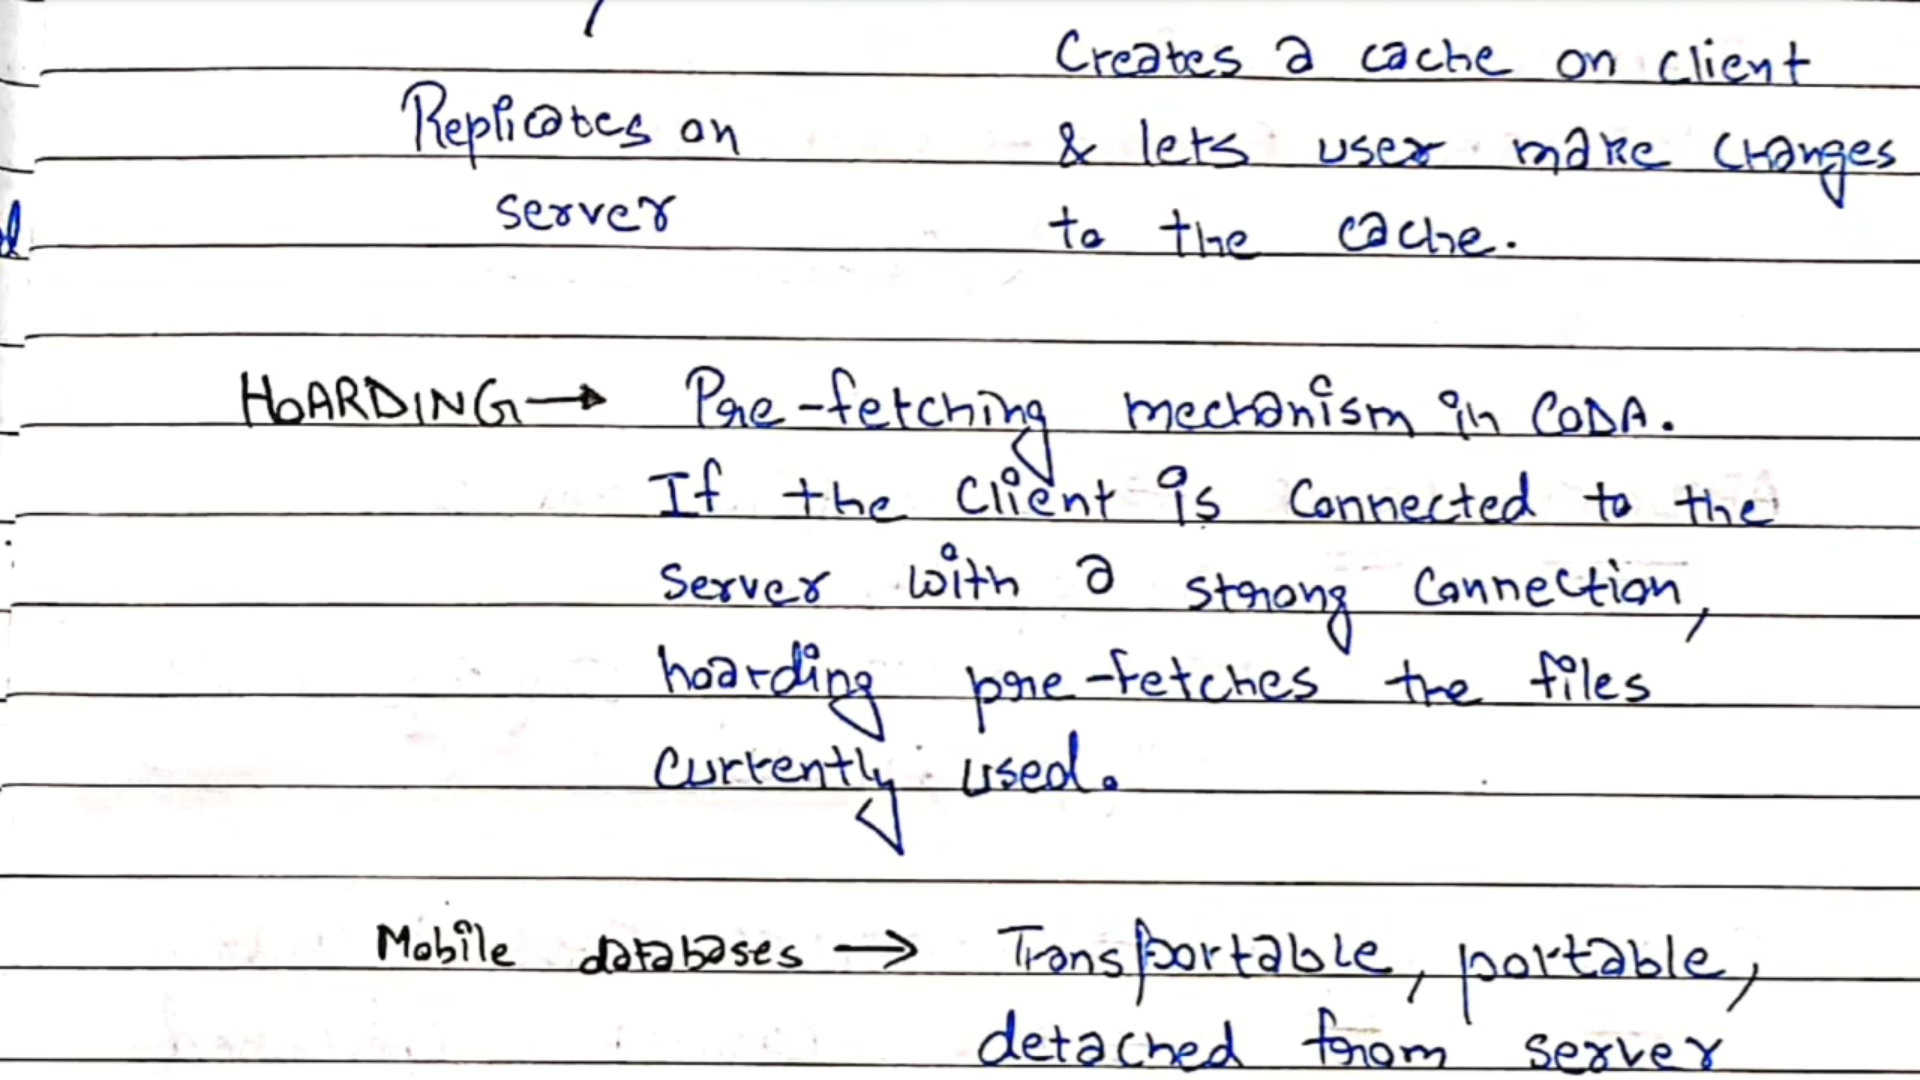 Creates a cache on client
Replicates on
& lets user make changes
server
to the cache.
HOARDING → Pre-fetching mechanism in CODA.
If the client is connected to the
server with a strong connection,
hoarding pre-fetches the files
currently used.
Mobile databases → Transportable, portable,
detached from server